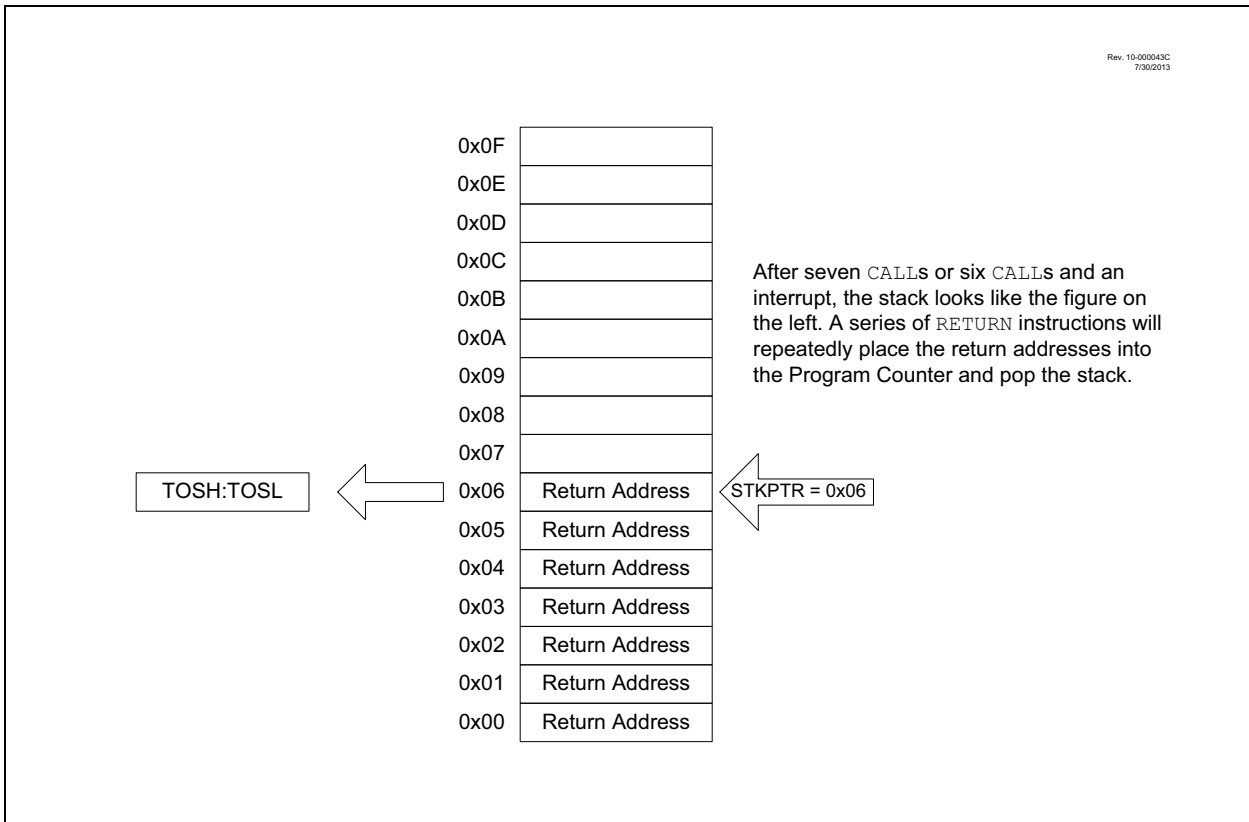 Rev. 10-000043C
7/30/2013
0x0F
0x0E
0x0D
0x0C
0x0B
0x0A
0x09
0x08
0x07
After seven CALLs or six CALLs and an
interrupt, the stack looks like the figure on
the left. A series of RETURN instructions will
repeatedly place the return addresses into
the Program Counter and pop the stack.
TOSH:TOSL 0x06 Return Address STKPTR = 0x06
0x05 Return Address
0x04 Return Address
0x03 Return Address
0x02 Return Address
0x01 Return Address
0x00 Return Address